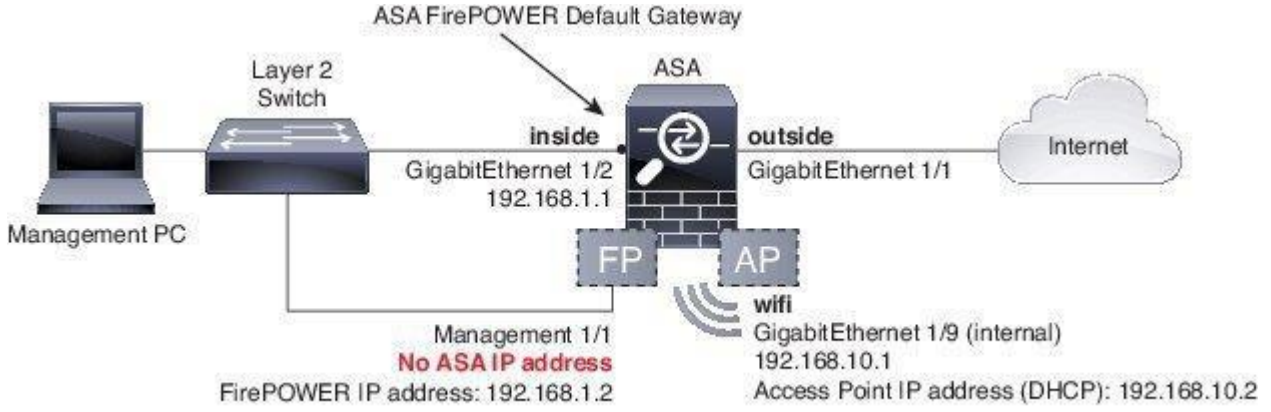 ASA FirePOWER Default Gateway
Layer 2
Switch
ASA
inside
outside
Internet
GigabitEthernet 1/2
GigabitEthernet 1/1
192.168.1.1
Management PC
FP
AP
wifi
Management 1/1
GigabitEthernet 1/9 (internal)
No ASA IP address
192.168.10.1
FirePOWER IP address: 192.168.1.2
Access Point IP address (DHCP): 192.168.10.2